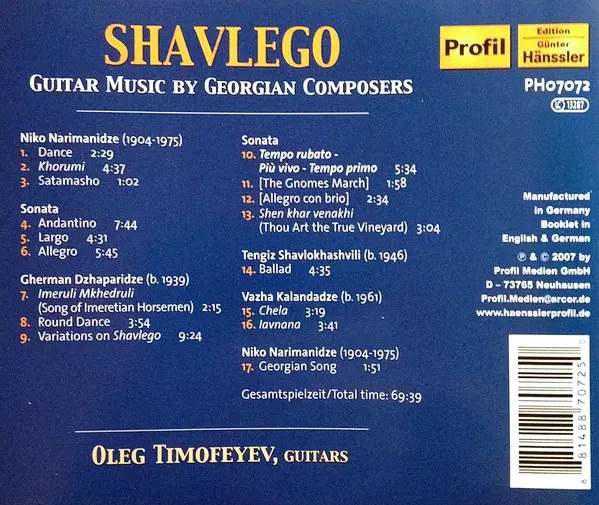 SHAVLEGO
GUITAR MUSIC BY GEORGIAN COMPOSERS
Profil
Edition
Günter
Hänssler
PH07072
LC 13287
Niko Narimanidze (1904-1975)
1. Dance 2:29
2. Khorumi 4:37
3. Satamasho 1:02
Sonata
4. Andantino 7:44
5. Largo 4:31
6. Allegro 5:45
Gherman Dzhaparidze (b. 1939)
7. Imeruli Mkhedruli
(Song of Imeretian Horsemen) 2:15
8. Round Dance 3:54
9. Variations on Shavlego 9:24
Sonata
10. Tempo rubato -
Più vivo - Tempo primo 5:34
11. [The Gnomes March] 1:58
12. [Allegro con brio] 2:34
13. Shen khar venakhi
(Thou Art the True Vineyard) 3:04
Tengiz Shavlokhashvili (b. 1946)
14. Ballad 4:35
Vazha Kalandadze (b. 1961)
15. Chela 3:19
16. Iavnana 3:41
Niko Narimanidze (1904-1975)
17. Georgian Song 1:51
Gesamtspielzeit/Total time: 69:39
Manufactured
in Germany
Booklet in
English & German
℗ & © 2007 by
Profil Medien GmbH
D – 73765 Neuhausen
Profil.Medien@arcor.de
www.haensslerprofil.de
8 81488 70725 0
OLEG TIMOFEYEV, GUITARS